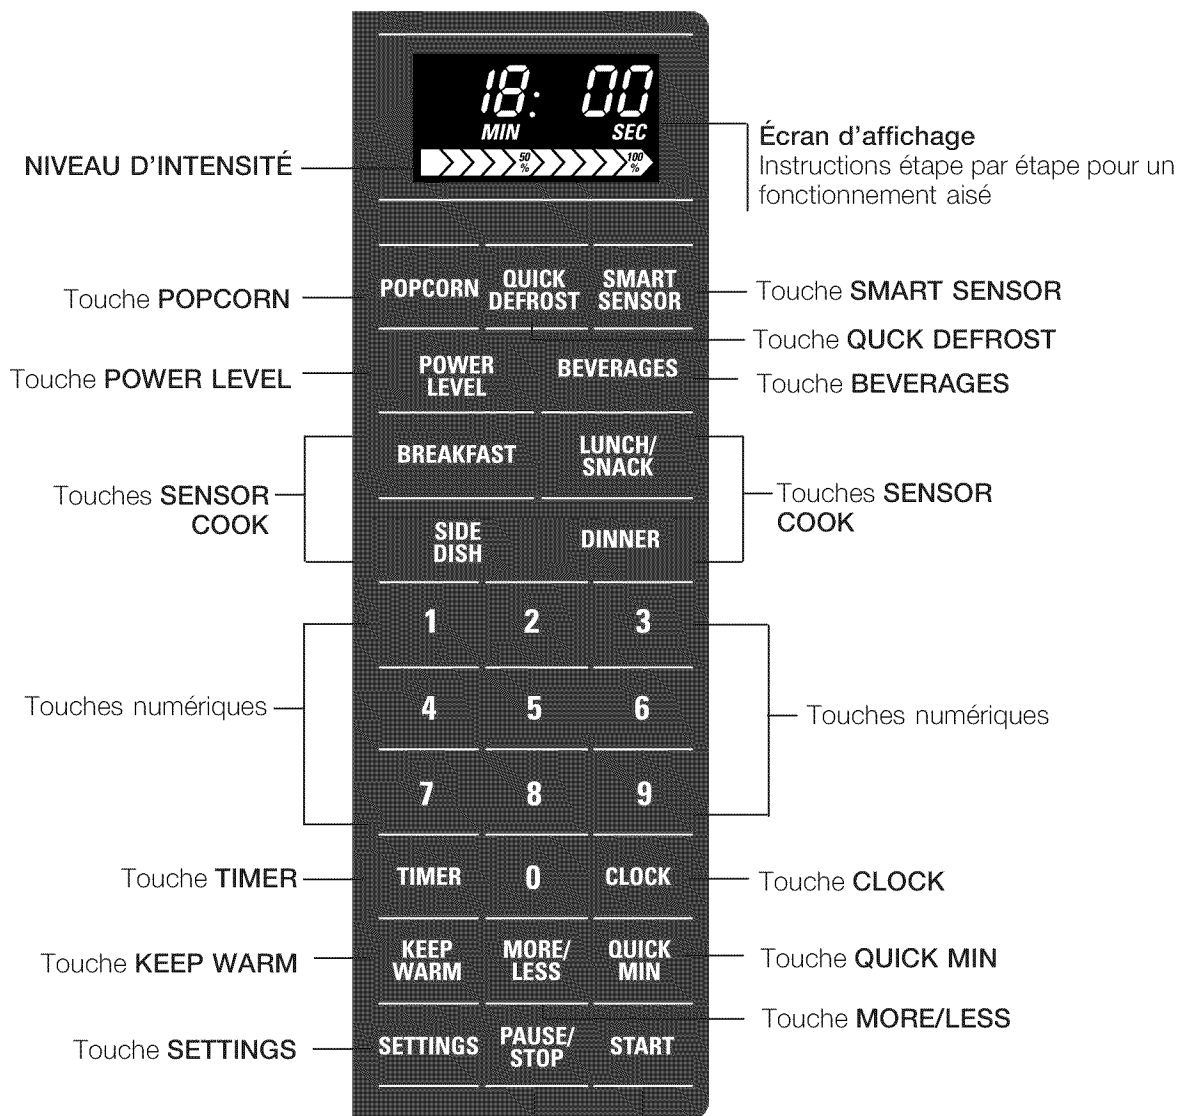 18: 00
MIN SEC
50 % 100 %
NIVEAU D'INTENSITÉ
Écran d'affichage
Instructions étape par étape pour un
fonctionnement aisé
POPCORN
QUICK
DEFROST
SMART
SENSOR
Touche POPCORN
Touche SMART SENSOR
Touche QUCK DEFROST
POWER
LEVEL
BEVERAGES
Touche POWER LEVEL
Touche BEVERAGES
BREAKFAST
LUNCH/
SNACK
Touches SENSOR
COOK
Touches SENSOR
COOK
SIDE
DISH
DINNER
1 2 3
4 5 6
Touches numériques
Touches numériques
7 8 9
Touche TIMER
TIMER 0 CLOCK
Touche CLOCK
Touche KEEP WARM
KEEP
WARM
MORE/
LESS
QUICK
MIN
Touche QUICK MIN
Touche MORE/LESS
Touche SETTINGS
SETTINGS
PAUSE/
STOP
START